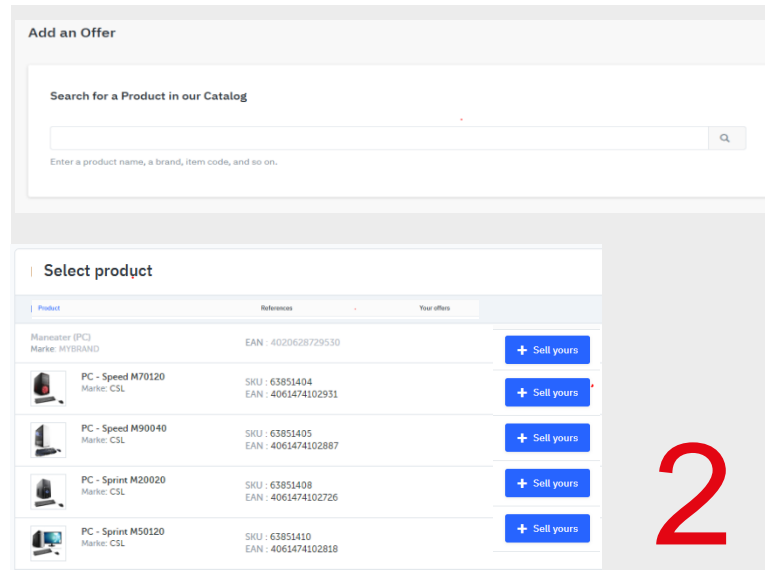 Add an Offer
Search for a Product in our Catalog
Enter a product name, a brand, item code, and so on.
Select product
Product References Your offers
Maneater (PC)
Marke: MYBRAND
EAN : 4020628729530
+ Sell yours
PC - Speed M70120
Marke: CSL
SKU : 63851404
EAN : 4061474102931
+ Sell yours
PC - Speed M90040
Marke: CSL
SKU : 63851405
EAN : 4061474102887
+ Sell yours
PC - Sprint M20020
Marke: CSL
SKU : 63851408
EAN : 4061474102726
+ Sell yours
PC - Sprint M50120
Marke: CSL
SKU : 63851410
EAN : 4061474102818
+ Sell yours
2